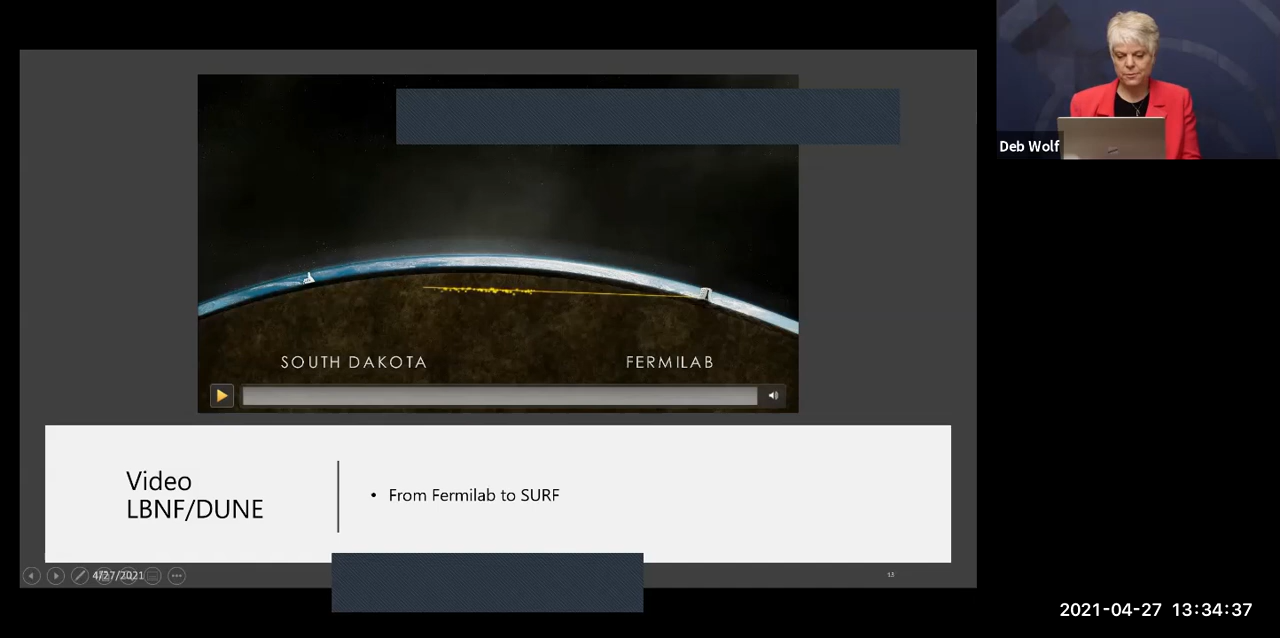 Deb Wolf
SOUTH DAKOTA
FERMILAB
Video
LBNF/DUNE
• From Fermilab to SURF
4/27/2021
13
2021-04-27 13:34:37